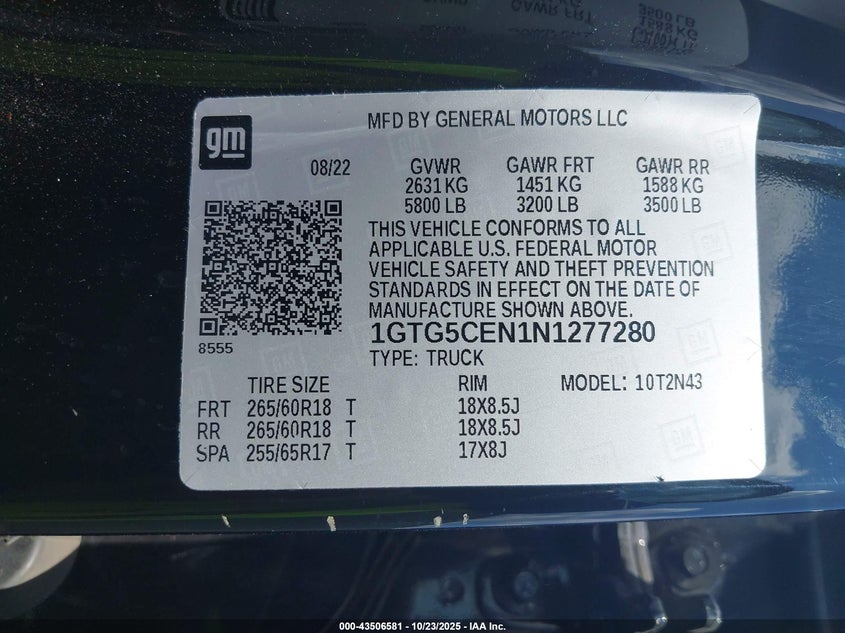 gm
MFD BY GENERAL MOTORS LLC
08/22 GVWR GAWR FRT GAWR RR
2631 KG 1451 KG 1588 KG
5800 LB 3200 LB 3500 LB
THIS VEHICLE CONFORMS TO ALL
APPLICABLE U.S. FEDERAL MOTOR
VEHICLE SAFETY AND THEFT PREVENTION
STANDARDS IN EFFECT ON THE DATE OF
MANUFACTURE SHOWN ABOVE.
1GTG5CEN1N1277280
8555
TYPE: TRUCK
TIRE SIZE RIM MODEL: 10T2N43
FRT 265/60R18 T 18X8.5J
RR 265/60R18 T 18X8.5J
SPA 255/65R17 T 17X8J
000-43506581 - 10/23/2025 - IAA Inc.